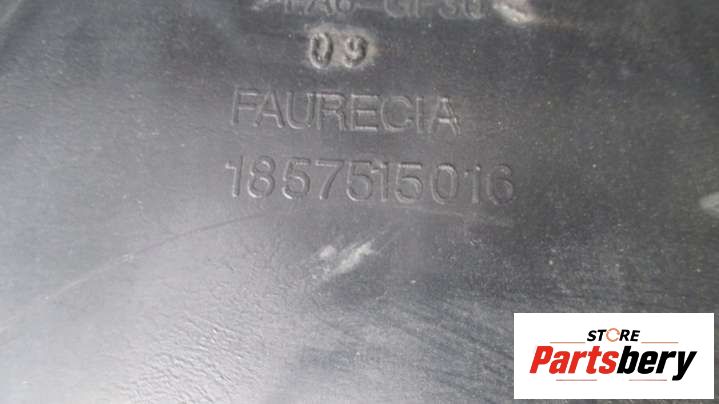 09
FAURECIA
1857515016
STORE
Partsbery